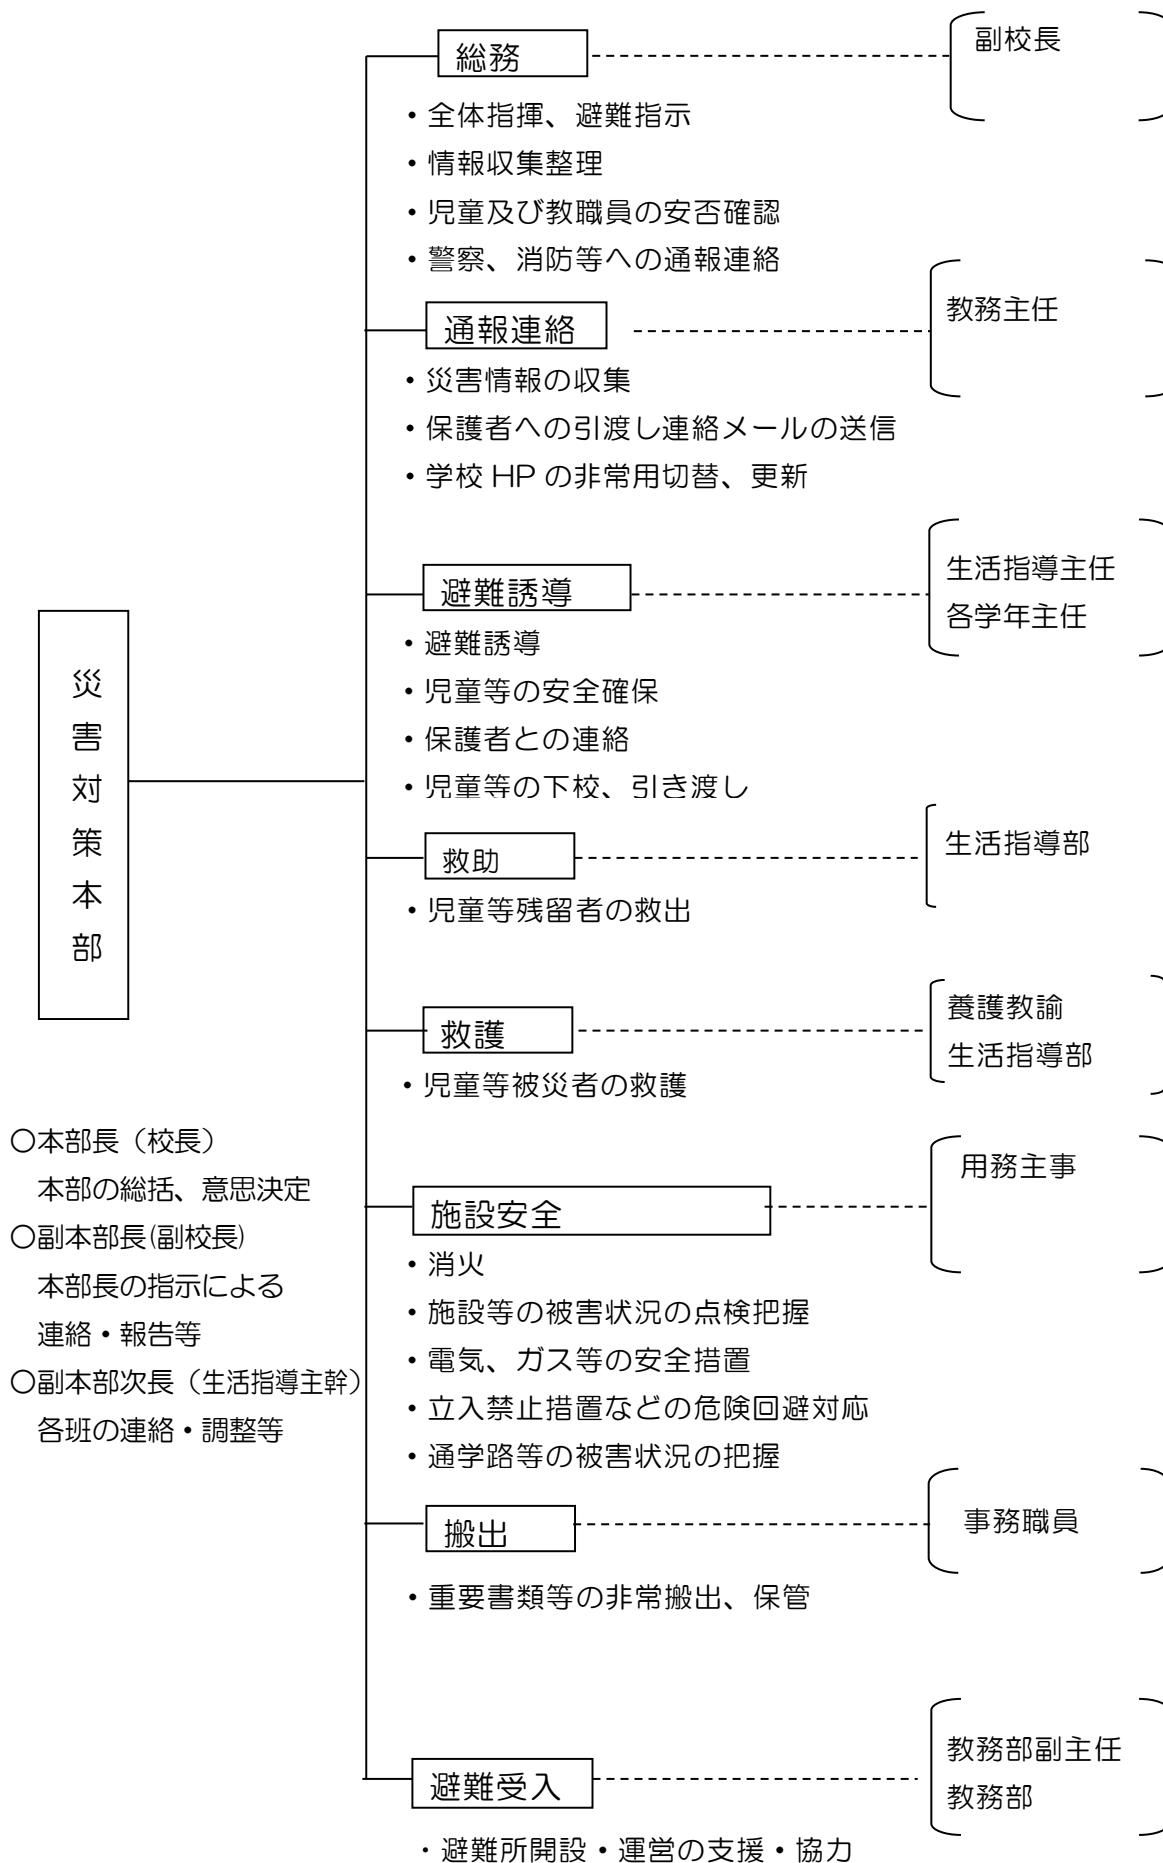 総務
副校長
・全体指揮、避難指示
・情報収集整理
・児童及び教職員の安否確認
・警察、消防等への通報連絡
通報連絡
教務主任
・災害情報の収集
・保護者への引渡し連絡メールの送信
・学校 HP の非常用切替、更新
避難誘導
生活指導主任
各学年主任
・避難誘導
・児童等の安全確保
・保護者との連絡
・児童等の下校、引き渡し
災害対策本部
救助
生活指導部
・児童等残留者の救出
救護
養護教諭
生活指導部
・児童等被災者の救護
〇本部長（校長）
本部の総括、意思決定
〇副本部長(副校長)
本部長の指示による
連絡・報告等
〇副本部次長（生活指導主幹）
各班の連絡・調整等
施設安全
用務主事
・消火
・施設等の被害状況の点検把握
・電気、ガス等の安全措置
・立入禁止措置などの危険回避対応
・通学路等の被害状況の把握
搬出
事務職員
・重要書類等の非常搬出、保管
避難受入
教務部副主任
教務部
・避難所開設・運営の支援・協力